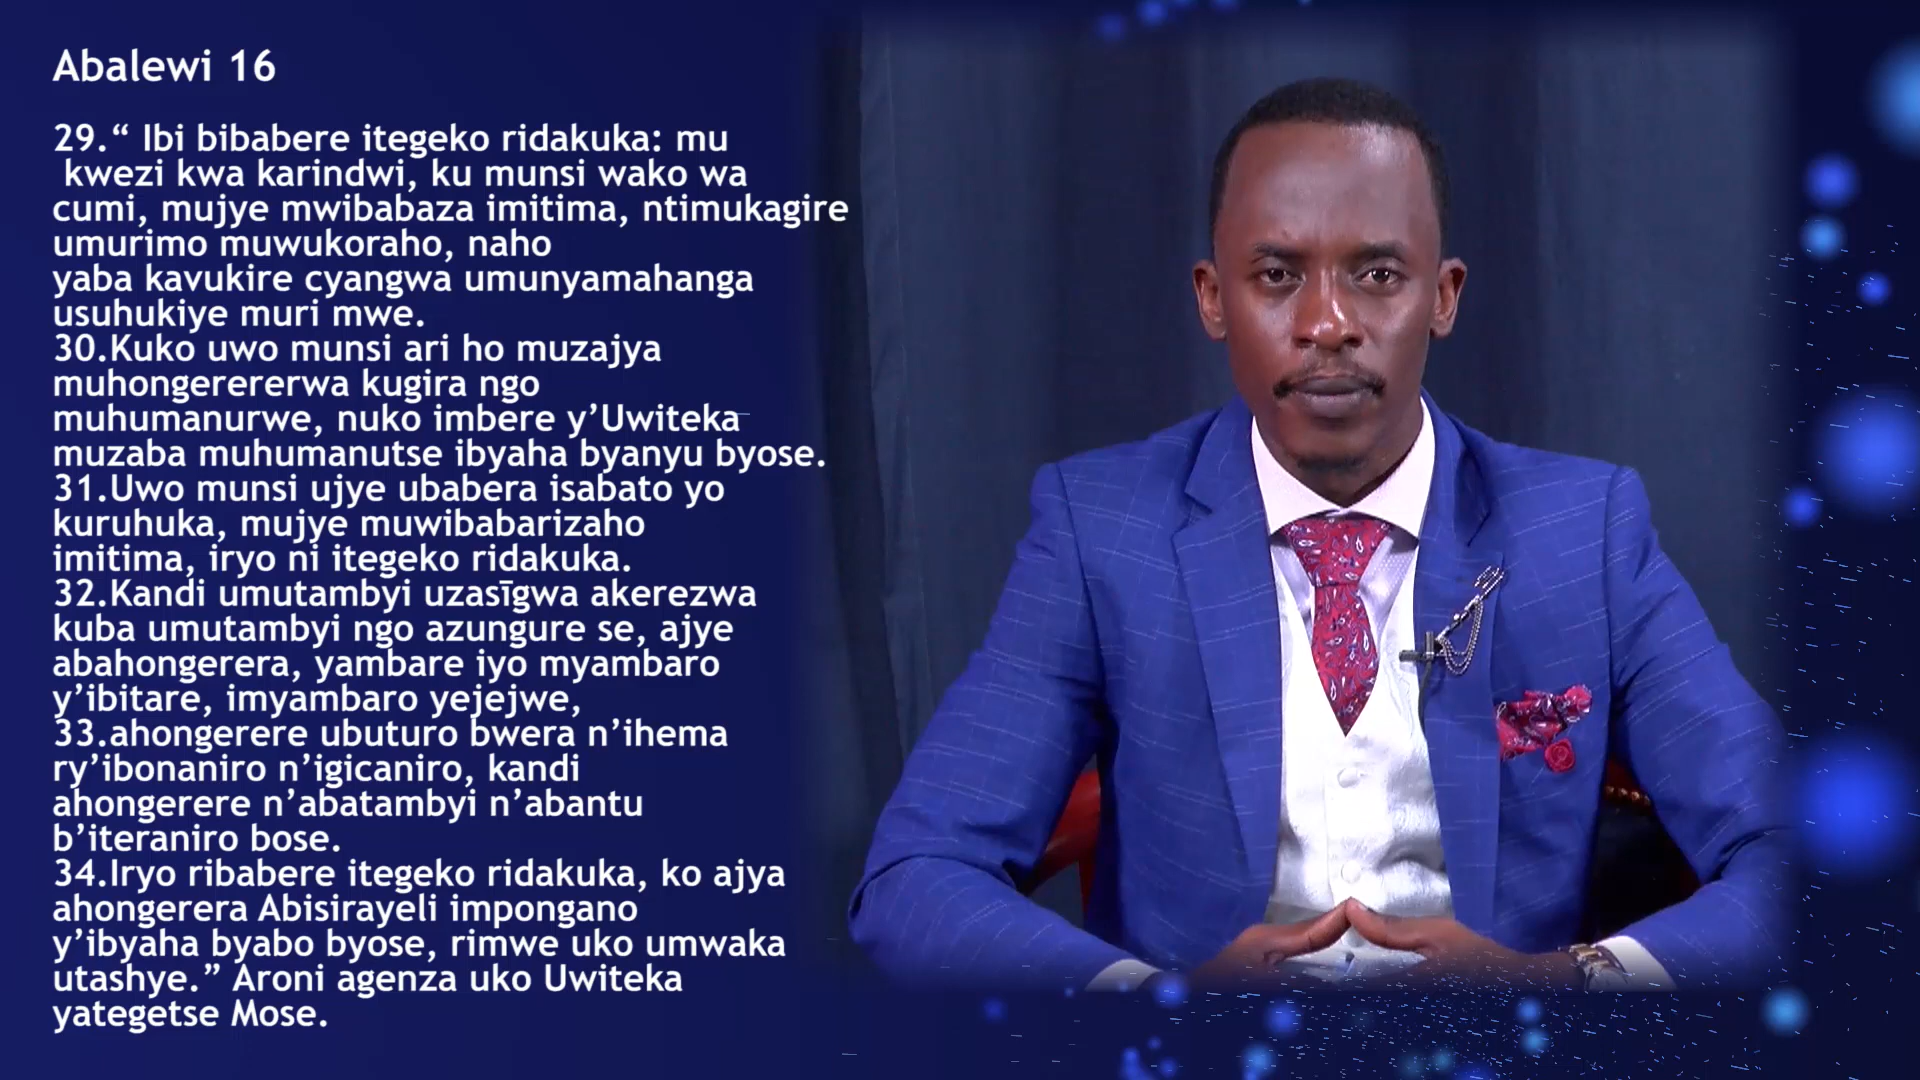 Abalewi 16
29.“ Ibi bibabere itegeko ridakuka: mu
kwezi kwa karindwi, ku munsi wako wa
cumi, mujye mwibabaza imitima, ntimukagire
umurimo muwukoraho, naho
yaba kavukire cyangwa umunyamahanga
usuhukiye muri mwe.
30.Kuko uwo munsi ari ho muzajya
muhongerererwa kugira ngo
muhumanurwe, nuko imbere y’Uwiteka
muzaba muhumanutse ibyaha byanyu byose.
31.Uwo munsi ujye ubabera isabato yo
kuruhuka, mujye muwibabarizaho
imitima, iryo ni itegeko ridakuka.
32.Kandi umutambyi uzasīgwa akerezwa
kuba umutambyi ngo azungure se, ajye
abahongerera, yambare iyo myambaro
y’ibitare, imyambaro yejejwe,
33.ahongerere ubuturo bwera n’ihema
ry’ibonaniro n’igicaniro, kandi
ahongerere n’abatambyi n’abantu
b’iteraniro bose.
34.Iryo ribabere itegeko ridakuka, ko ajya
ahongerera Abisirayeli impongano
y’ibyaha byabo byose, rimwe uko umwaka
utashye.” Aroni agenza uko Uwiteka
yategetse Mose.